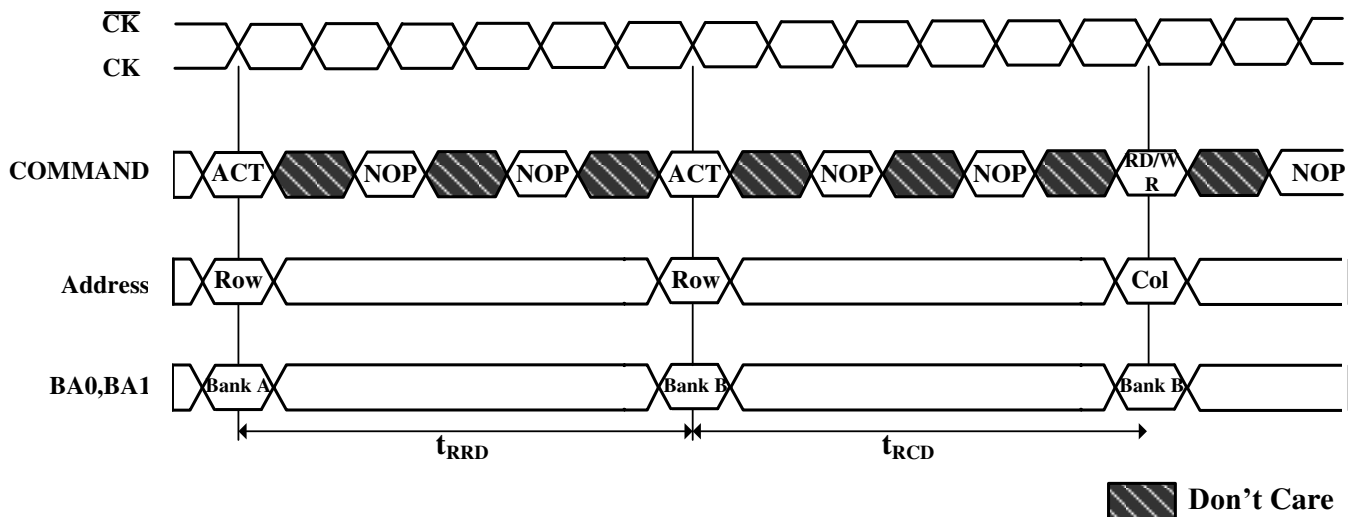 C̅K̅
CK
COMMAND ACT NOP NOP ACT NOP NOP RD/W NOP
R
Address Row Row Col
BA0,BA1 Bank A Bank B Bank B
tRRD tRCD
Don't Care